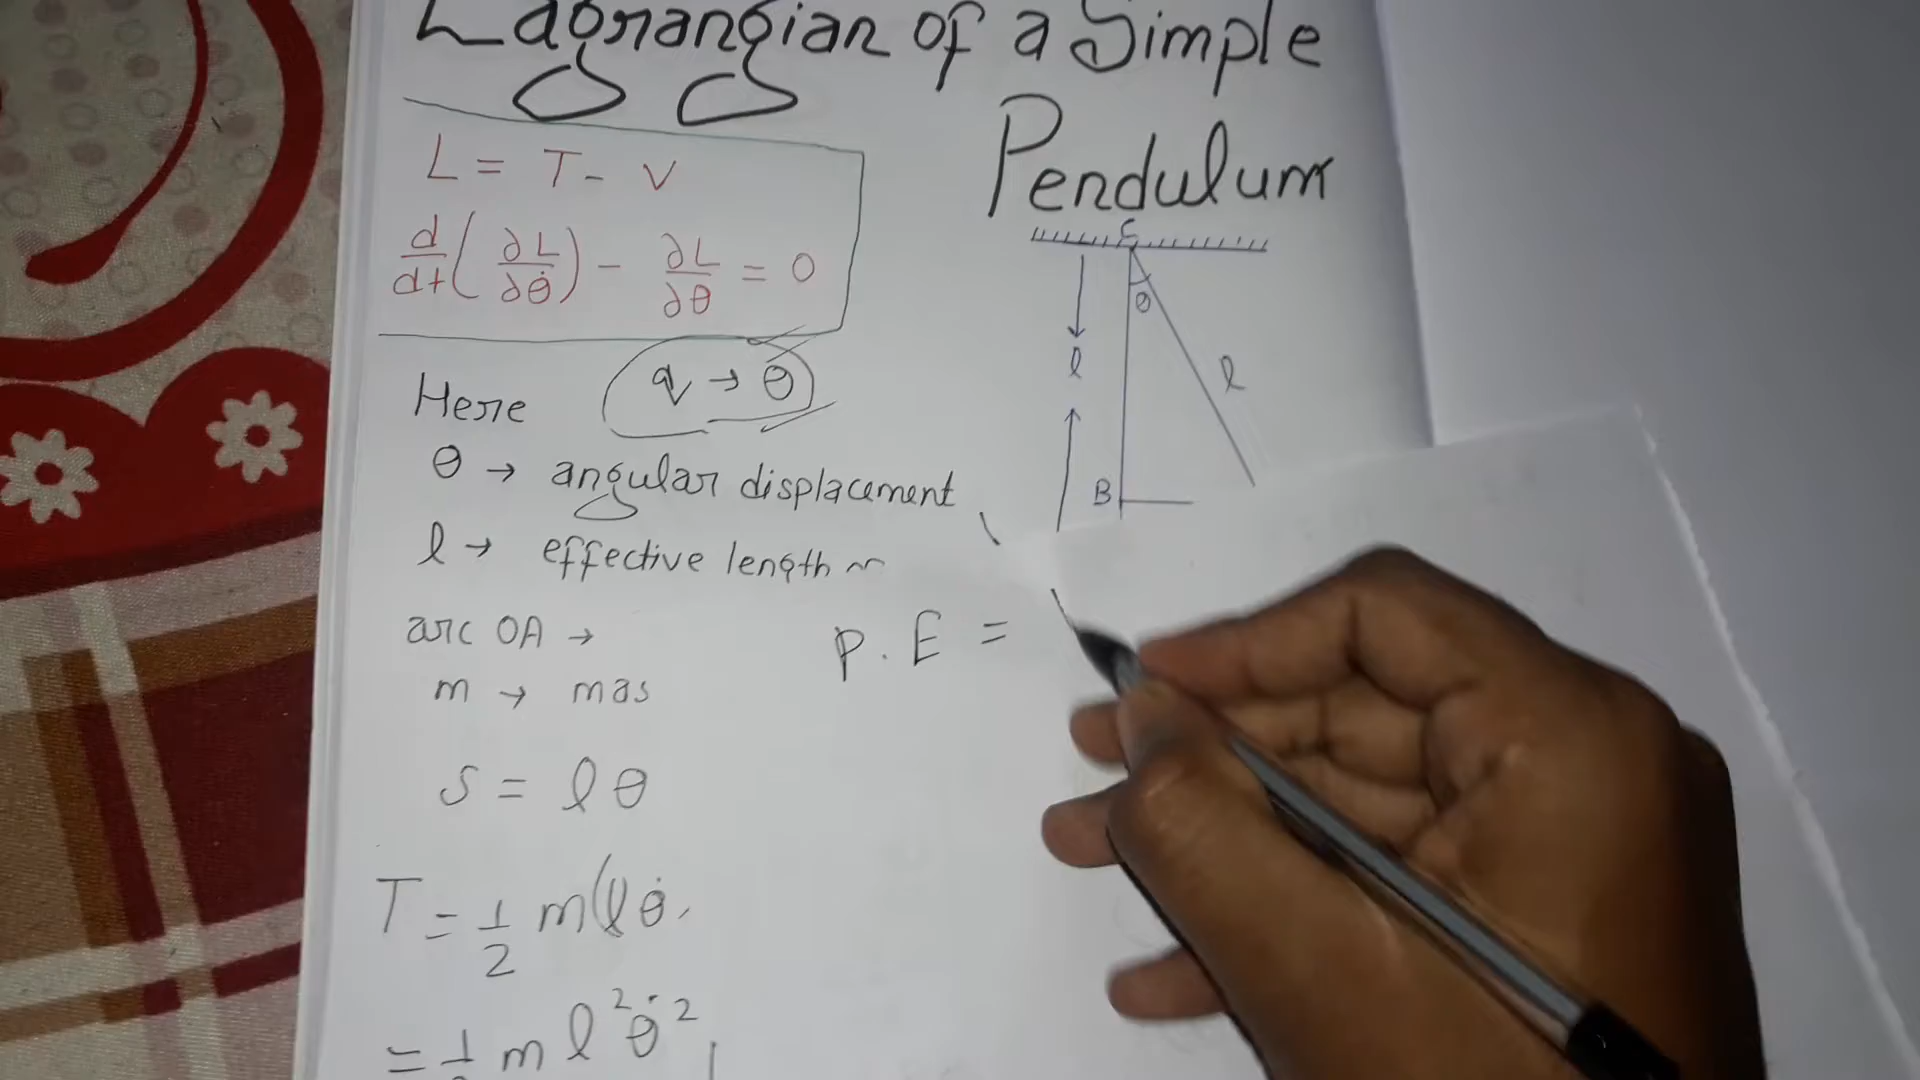 Lagrangian of a Simple
Pendulum
L = T - V
d/dt (∂L/∂θ̇) - ∂L/∂θ = 0
q → θ
Here
θ → angular displacement
l → effective length
arc OA →
m → mas
S = lθ
T = 1/2 m(lθ̇
= 1/2 m l²θ̇²
P.E =
C
θ
l
l
B